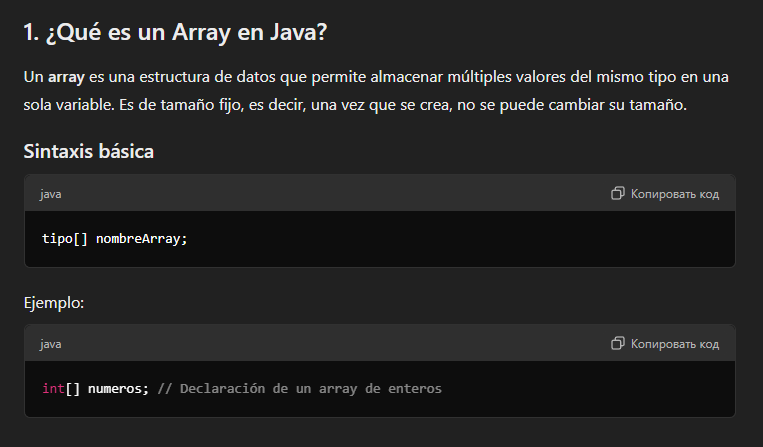 1. ¿Qué es un Array en Java?
Un array es una estructura de datos que permite almacenar múltiples valores del mismo tipo en una
sola variable. Es de tamaño fijo, es decir, una vez que se crea, no se puede cambiar su tamaño.
Sintaxis básica
java Копировать код
tipo[] nombreArray;
Ejemplo:
java Копировать код
int[] numeros; // Declaración de un array de enteros